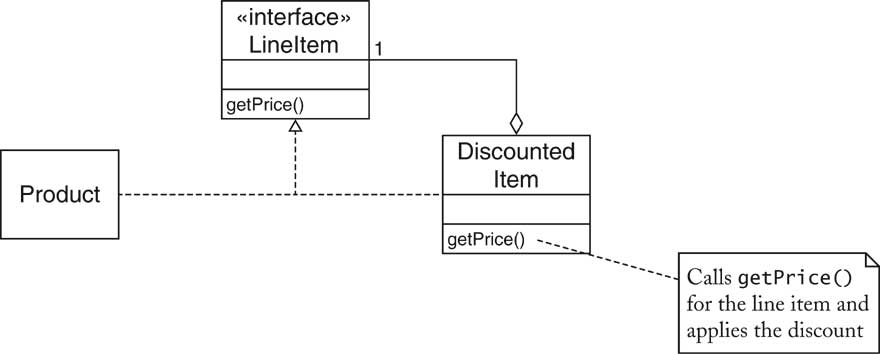 «interface»
LineItem
1
getPrice()
Product
Discounted
Item
getPrice()
Calls getPrice()
for the line item and
applies the discount